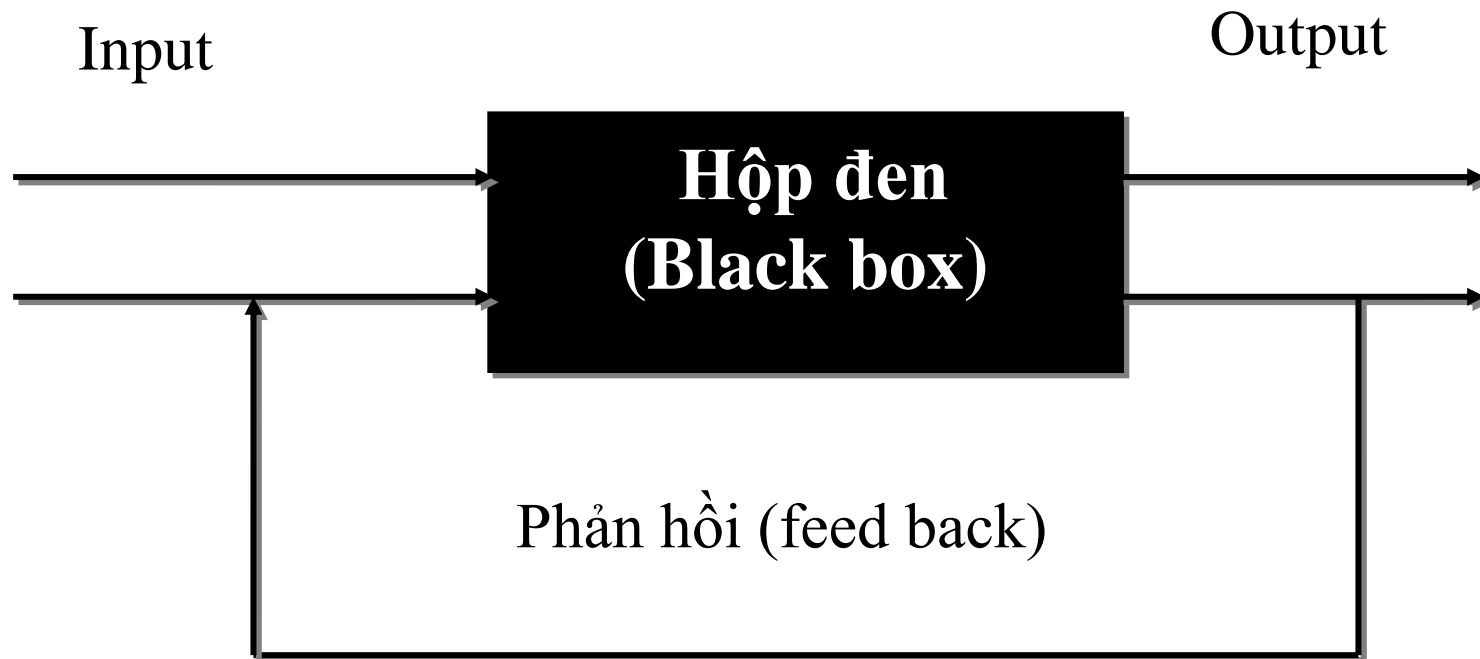 Input
Output
Hộp đen
(Black box)
Phản hồi (feed back)